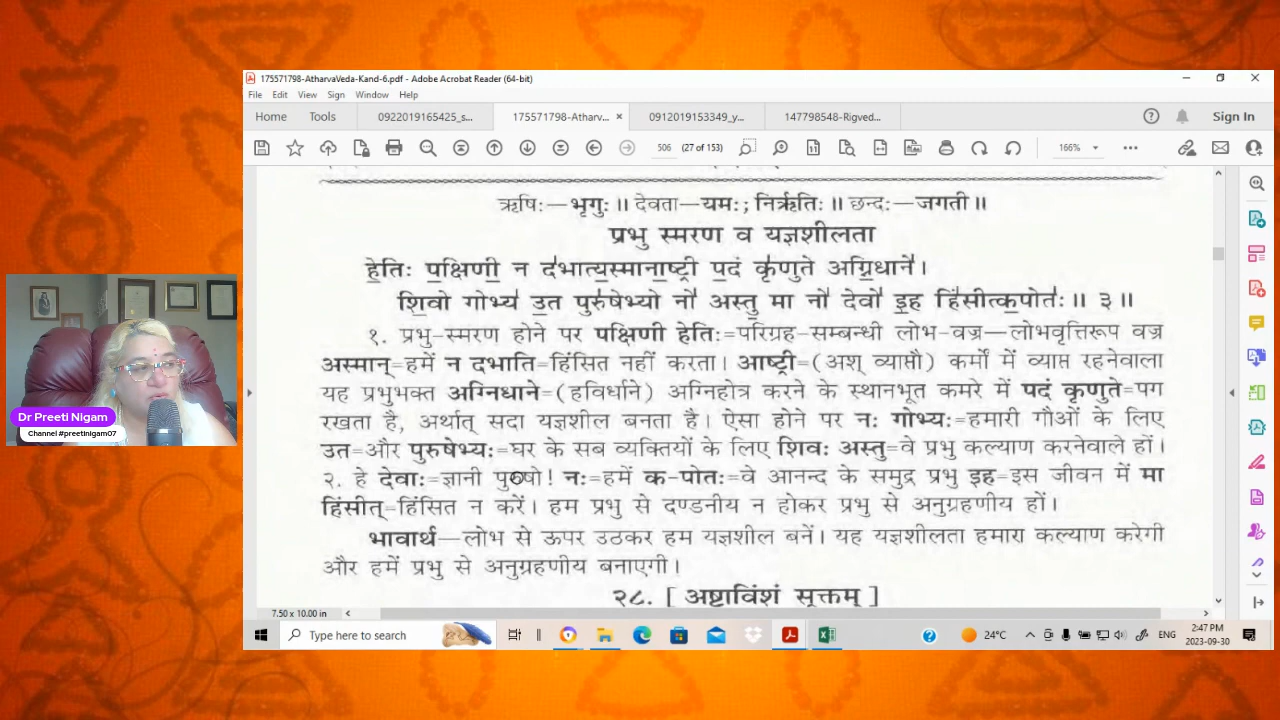 175571798-AtharvaVeda-Kand-6.pdf - Adobe Acrobat Reader (64-bit)
File Edit View Sign Window Help
Home Tools 0922019165425_s... 175571798-Atharv... 0912019153349_y... 147798548-Rigved... Sign In
506 (27 of 153) 166%
ऋषिः—भृगुः॥ देवता—यमः; निर्ऋतिः॥ छन्दः—जगती॥
प्रभु स्मरण व यज्ञशीलता
हे॒तिः प॒क्षिणी॒ न द॑भात्य॒स्माना॒ष्ट्री प॒दं कृ॑णुते अग्नि॒धाने॑।
शि॒वो गोभ्य॑ उ॒त पुरु॑षेभ्यो नो अस्तु॒ मा नो॑ देवा इ॒ह हिं॑सीत्क॒पोतः॑॥ ३॥
१. प्रभु-स्मरण होने पर पक्षिणी हेतिः=परिग्रह-सम्बन्धी लोभ-वज्र—लोभवृत्तिरूप वज्र
अस्मान्=हमें न दभाति=हिंसित नहीं करता। आष्ट्री=(अश् व्याप्तौ) कर्मों में व्याप्त रहनेवाला
यह प्रभुभक्त अग्निधाने=(हविर्धाने) अग्निहोत्र करने के स्थानभूत कमरे में पदं कृणुते=पग
रखता है, अर्थात् सदा यज्ञशील बनता है। ऐसा होने पर नः गोभ्यः=हमारी गौओं के लिए
उत=और पुरुषेभ्यः=घर के सब व्यक्तियों के लिए शिवः अस्तु=वे प्रभु कल्याण करनेवाले हों।
२. हे देवाः=ज्ञानी पुरुषो! नः=हमें क-पोतः=वे आनन्द के समुद्र प्रभु इह=इस जीवन में मा
हिंसीत्=हिंसित न करें। हम प्रभु से दण्डनीय न होकर प्रभु से अनुग्रहणीय हों।
भावार्थ—लोभ से ऊपर उठकर हम यज्ञशील बनें। यह यज्ञशीलता हमारा कल्याण करेगी
और हमें प्रभु से अनुग्रहणीय बनाएगी।
२८. [ अष्टाविंशं सूक्तम् ]
7.50 x 10.00 in
Dr Preeti Nigam
Channel #preetinigam07
Type here to search 24°C ENG 2:47 PM
2023-09-30